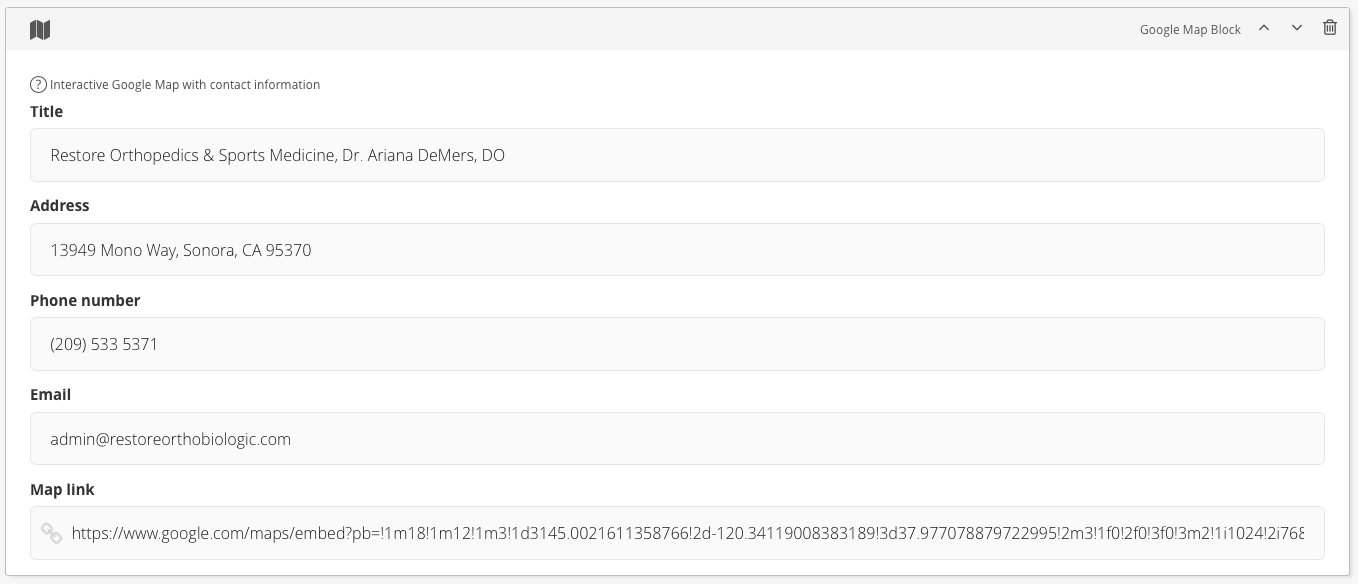 Google Map Block
? Interactive Google Map with contact information
Title
Restore Orthopedics & Sports Medicine, Dr. Ariana DeMers, DO
Address
13949 Mono Way, Sonora, CA 95370
Phone number
(209) 533 5371
Email
admin@restoreorthobiologic.com
Map link
https://www.google.com/maps/embed?pb=!1m18!1m12!1m3!1d3145.0021611358766!2d-120.34119008383189!3d37.977078879722995!2m3!1f0!2f0!3f0!3m2!1i1024!2i768